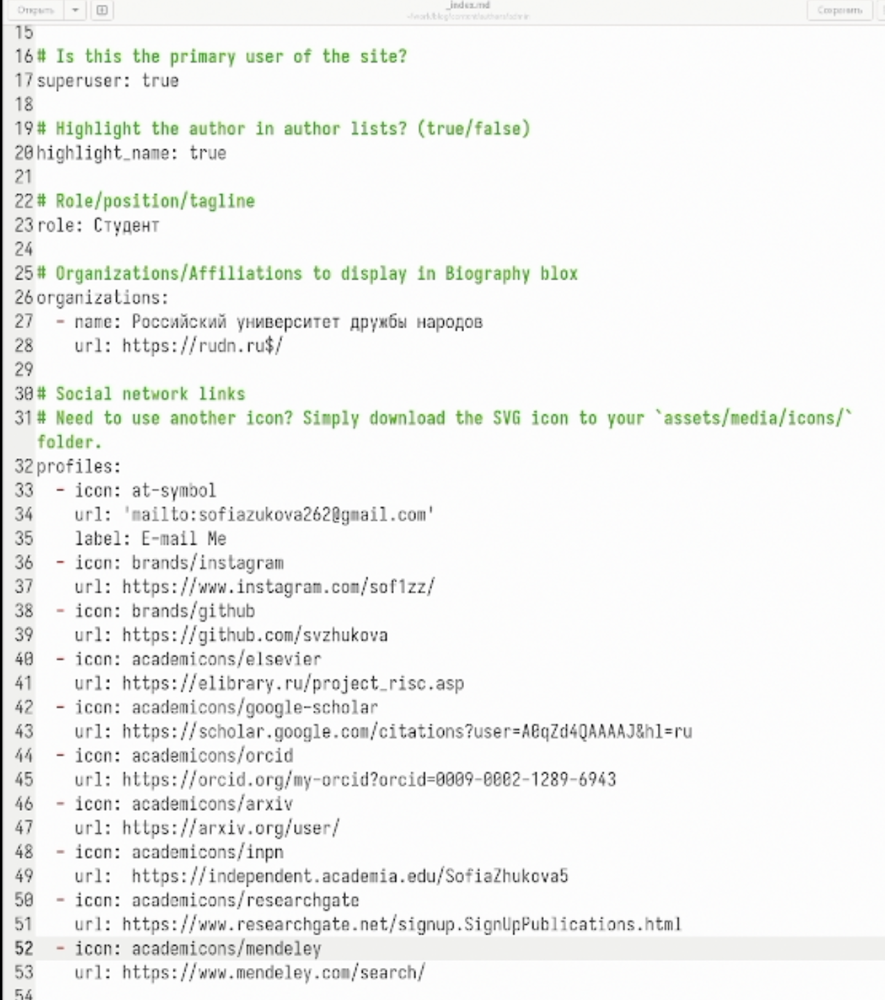 Открыть
_index.md
~/work/blog/content/authors/admin
Сохранить
15
16 # Is this the primary user of the site?
17 superuser: true
18
19 # Highlight the author in author lists? (true/false)
20 highlight_name: true
21
22 # Role/position/tagline
23 role: Студент
24
25 # Organizations/Affiliations to display in Biography blox
26 organizations:
27   - name: Российский университет дружбы народов
28     url: https://rudn.ru$/
29
30 # Social network links
31 # Need to use another icon? Simply download the SVG icon to your `assets/media/icons/`
folder.
32 profiles:
33   - icon: at-symbol
34     url: 'mailto:sofiazukova262@gmail.com'
35     label: E-mail Me
36   - icon: brands/instagram
37     url: https://www.instagram.com/sof1zz/
38   - icon: brands/github
39     url: https://github.com/svzhukova
40   - icon: academicons/elsevier
41     url: https://elibrary.ru/project_risc.asp
42   - icon: academicons/google-scholar
43     url: https://scholar.google.com/citations?user=A0qZd4QAAAAJ&hl=ru
44   - icon: academicons/orcid
45     url: https://orcid.org/my-orcid?orcid=0009-0002-1289-6943
46   - icon: academicons/arxiv
47     url: https://arxiv.org/user/
48   - icon: academicons/inpn
49     url:  https://independent.academia.edu/SofiaZhukova5
50   - icon: academicons/researchgate
51     url: https://www.researchgate.net/signup.SignUpPublications.html
52   - icon: academicons/mendeley
53     url: https://www.mendeley.com/search/
54